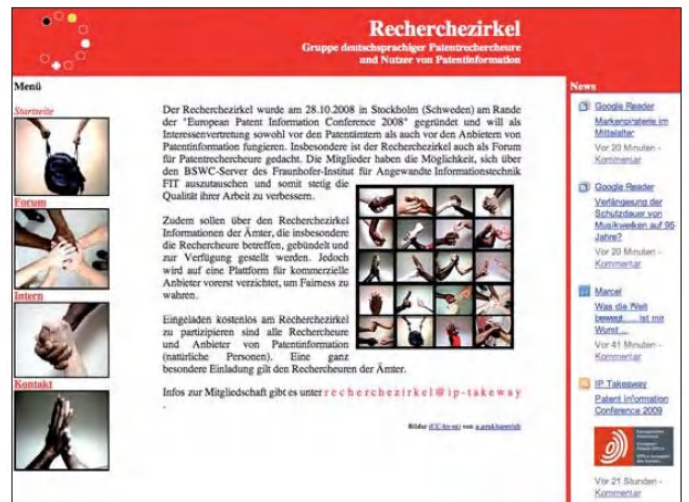 Recherchezirkel
Gruppe deutschsprachiger Patentrechercheure
und Nutzer von Patentinformation
Menü
Startseite
Forum
Intern
Kontakt
Der Recherchezirkel wurde am 28.10.2008 in Stockholm (Schweden) am Rande
der "European Patent Information Conference 2008" gegründet und will als
Interessenvertretung sowohl vor den Patentämtern als auch vor den Anbietern von
Patentinformation fungieren. Insbesondere ist der Recherchezirkel auch als Forum
für Patentrechercheure gedacht. Die Mitglieder haben die Möglichkeit, sich über
den BSWC-Server des Fraunhofer-Institut für Angewandte Informationstechnik
FIT auszutauschen und somit stetig die
Qualität ihrer Arbeit zu verbessern.
Zudem sollen über den Recherchezirkel
Informationen der Ämter, die insbesondere
die Rechercheure betreffen, gebündelt und
zur Verfügung gestellt werden. Jedoch
wird auf eine Plattform für kommerzielle
Anbieter vorerst verzichtet, um Fairness zu
wahren.
Eingeladen kostenlos am Recherchezirkel
zu partizipieren sind alle Rechercheure
und Anbieter von Patentinformation
(natürliche Personen). Eine ganz
besondere Einladung gilt den Rechercheuren der Ämter.
Infos zur Mitgliedschaft gibt es unter recherchezirkel@ip-takeway
.
Bilder (CC-by-nc) von
News
Google Reader
Markenpiraterie im
Mittelalter
Vor 20 Minuten -
Kommentar
Google Reader
Verlängerung der
Schutzdauer von
Musikwerken auf 95
Jahre?
Vor 20 Minuten -
Kommentar
Marcel
Was die Welt
bewegt, ... ist mir
Wurst ...
Vor 41 Minuten -
Kommentar
IP Takeaway
Patent Information
Conference 2009
Vor 21 Stunden -
Kommentar